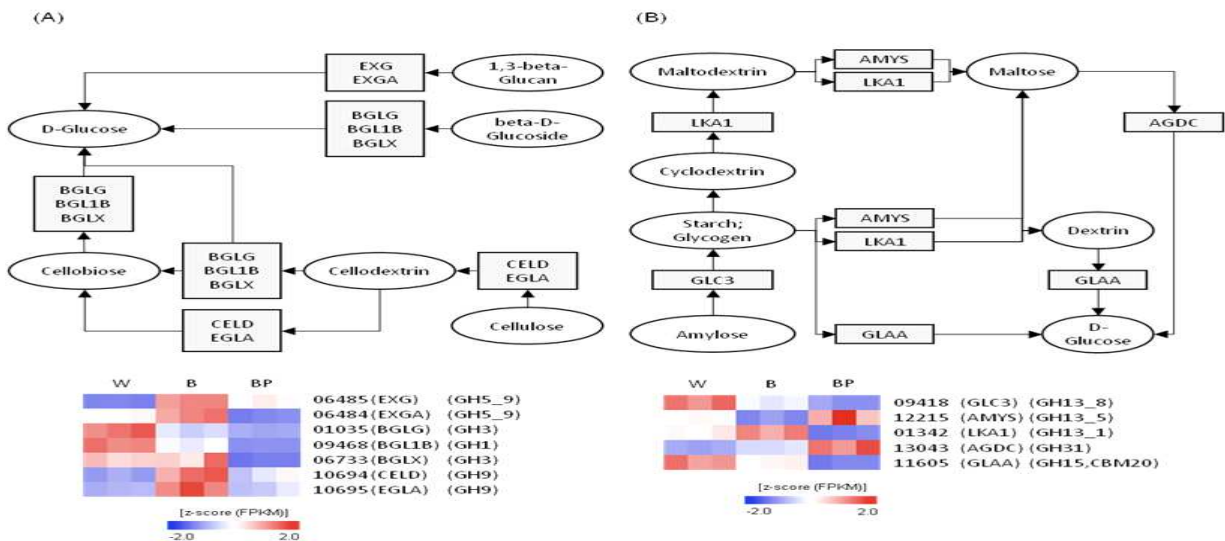 (A)
EXG
EXGA
1,3-beta-
Glucan
D-Glucose
BGLG
BGL1B
BGLX
beta-D-
Glucoside
BGLG
BGL1B
BGLX
Cellobiose
BGLG
BGL1B
BGLX
Cellodextrin
CELD
EGLA
CELD
EGLA
Cellulose
W B BP
06485(EXG) (GH5_9)
06484(EXGA) (GH5_9)
01035(BGLG) (GH3)
09468(BGL1B) (GH1)
06733(BGLX) (GH3)
10694(CELD) (GH9)
10695(EGLA) (GH9)
[z-score (FPKM)]
-2.0 2.0
(B)
Maltodextrin
AMYS
LKA1
Maltose
LKA1
AGDC
Cyclodextrin
Starch;
Glycogen
AMYS
LKA1
Dextrin
GLC3
GLAA
Amylose
GLAA
D-
Glucose
W B BP
09418 (GLC3) (GH13_8)
12215 (AMYS) (GH13_5)
01342 (LKA1) (GH13_1)
13043 (AGDC) (GH31)
11605 (GLAA) (GH15,CBM20)
[z-score (FPKM)]
-2.0 2.0